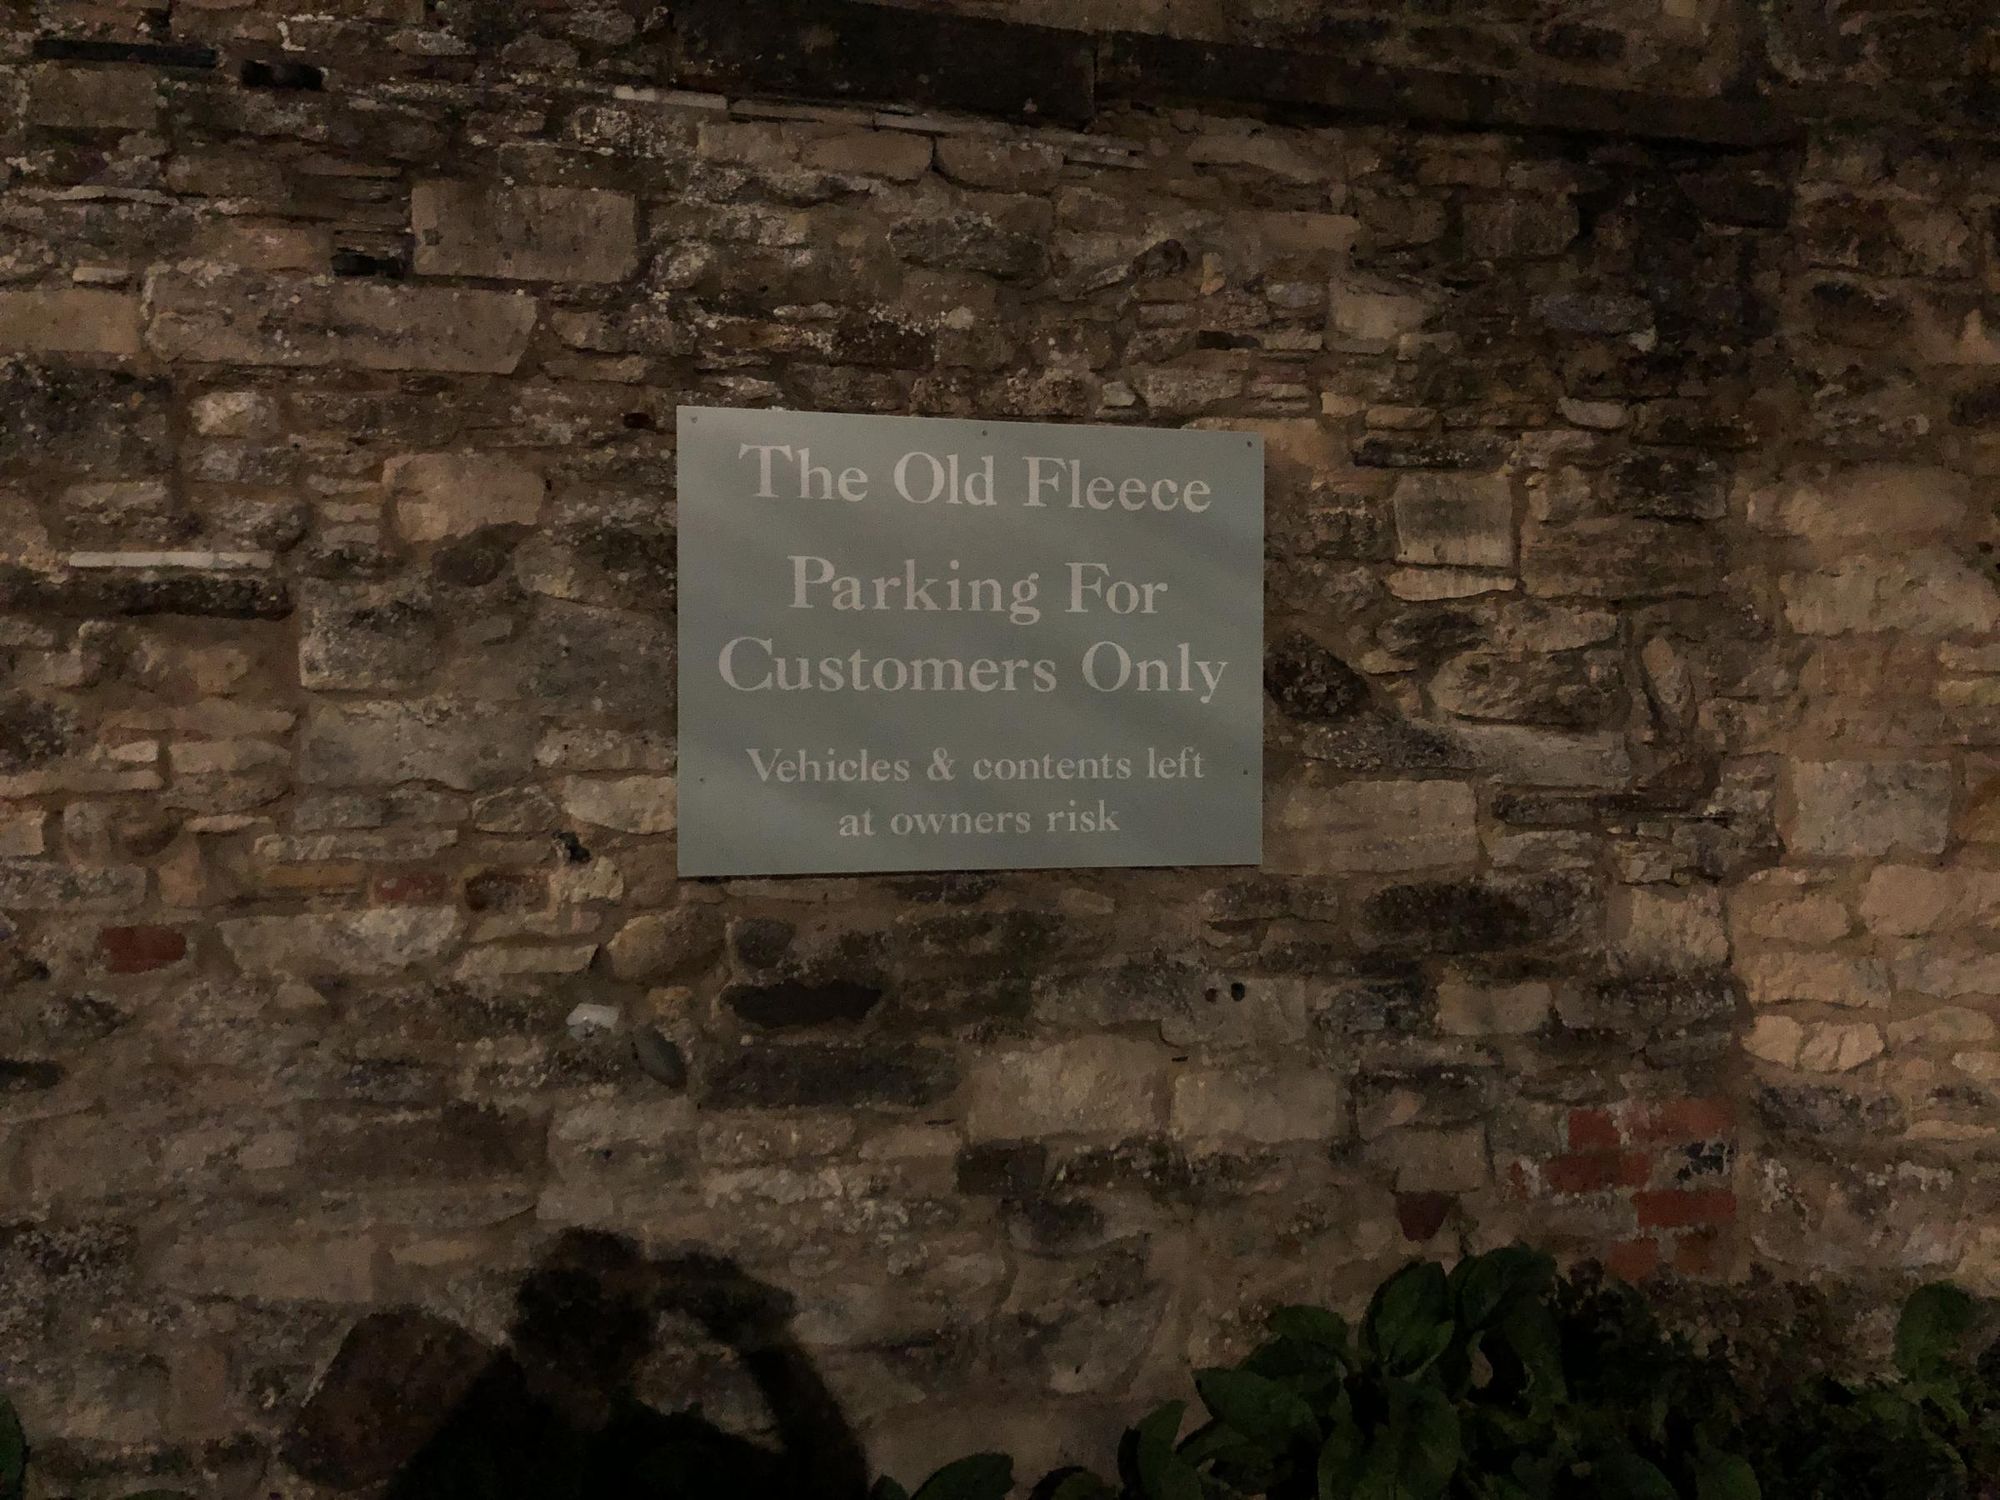 The Old Fleece
Parking For
Customers Only
Vehicles & contents left
at owners risk